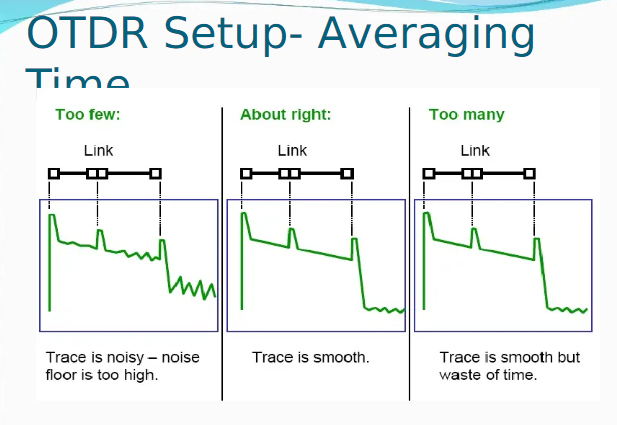 OTDR Setup- Averaging
Time
Too few:
About right:
Too many
Link
Link
Link
Trace is noisy – noise
floor is too high.
Trace is smooth.
Trace is smooth but
waste of time.